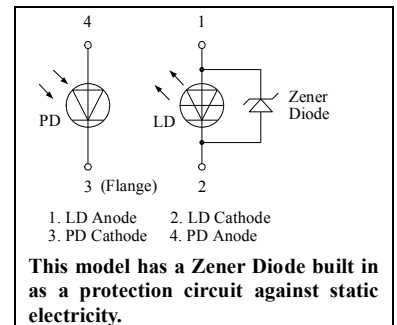 4 1
PD LD Zener
Diode
3 (Flange) 2
1. LD Anode 2. LD Cathode
3. PD Cathode 4. PD Anode
This model has a Zener Diode built in
as a protection circuit against static
electricity.